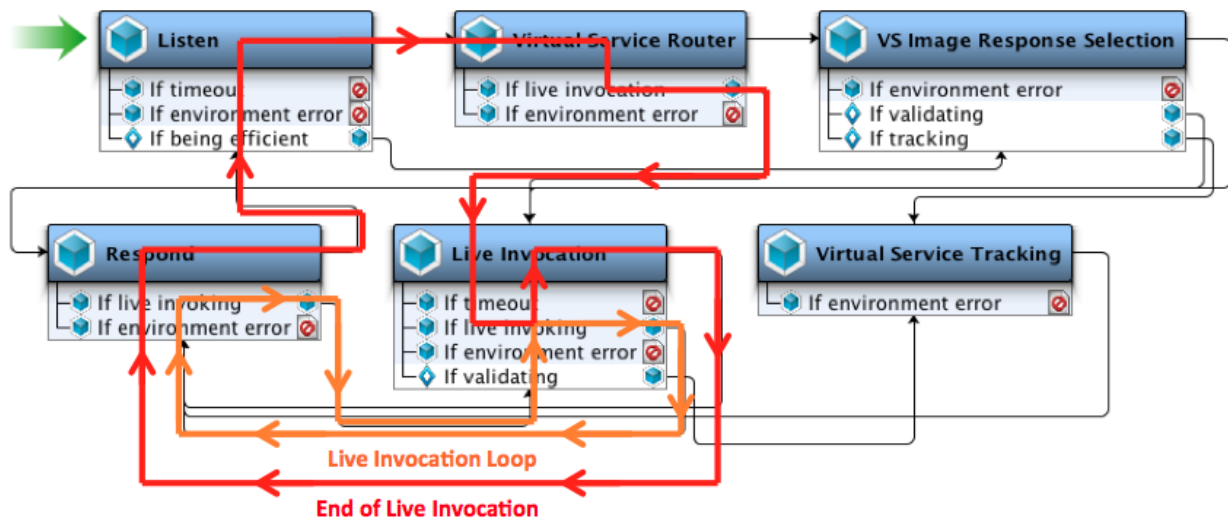 Listen
If timeout
If environment error
If being efficient
Virtual Service Router
If live invocation
If environment error
VS Image Response Selection
If environment error
If validating
If tracking
Respond
If live invoking
If environment error
Live Invocation
If timeout
If live invoking
If environment error
If validating
Virtual Service Tracking
If environment error
Live Invocation Loop
End of Live Invocation